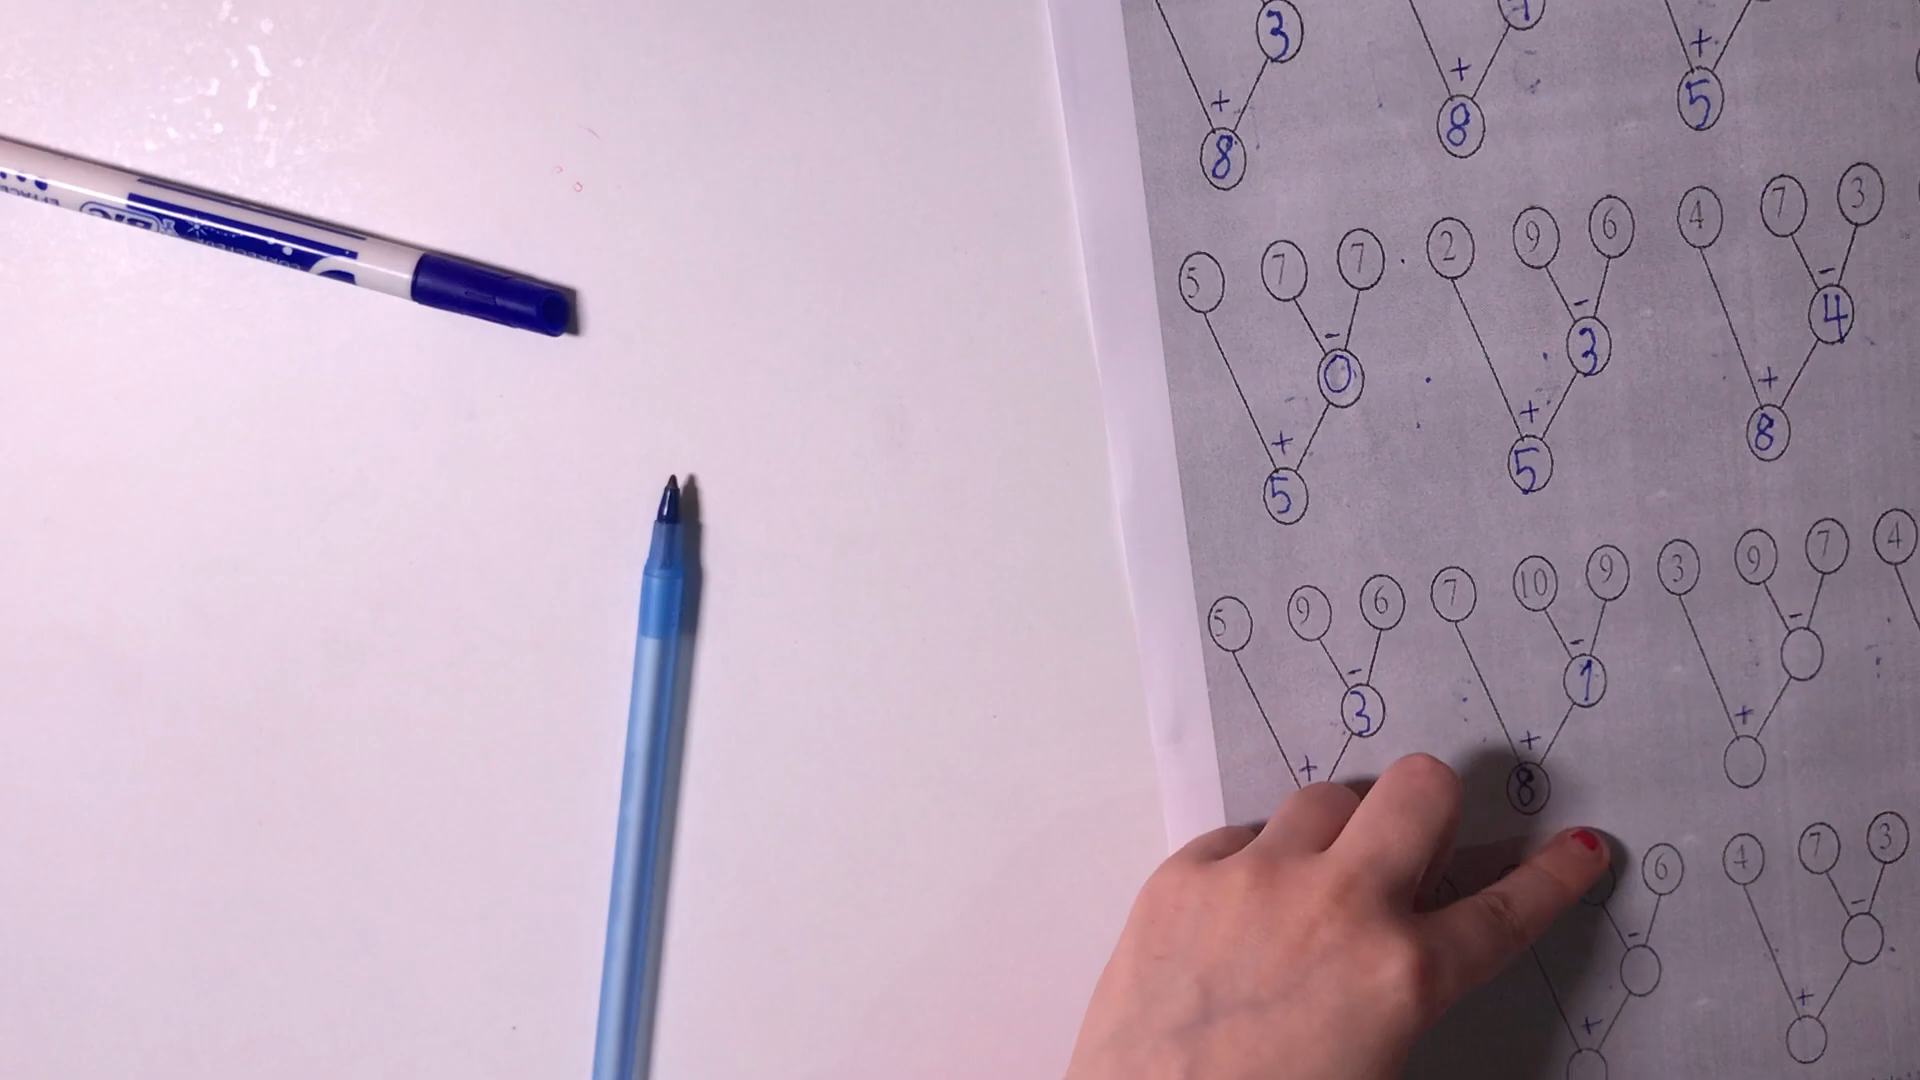 3
+
8
+
8
+
5
5 7 7 2 9 6 4 7 3
- - -
0 3 4
+ + +
5 5 8
5 9 6 7 10 9 3 9 7 4
- - -
3 1
+ + +
8
6 4 7 3
- -
+ +
BIC